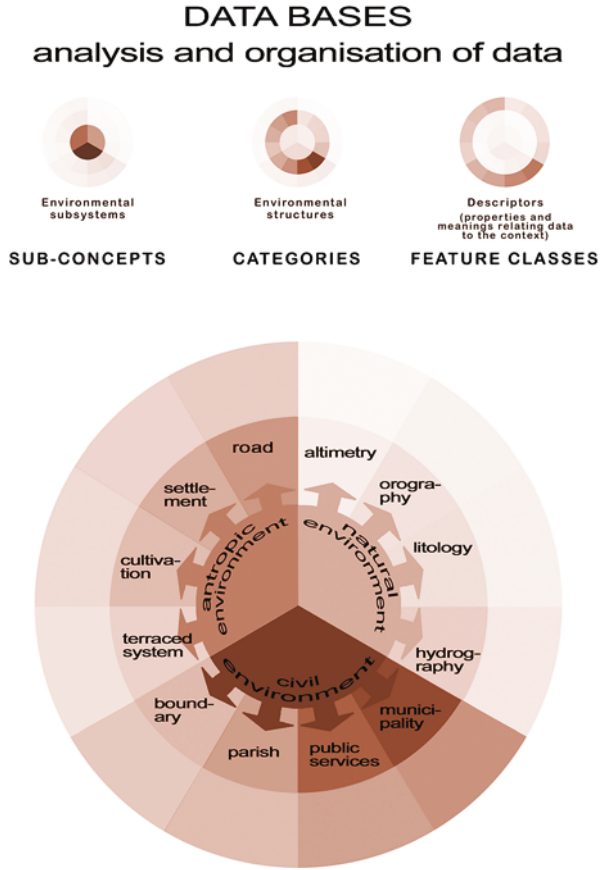 DATA BASES
analysis and organisation of data
Environmental
subsystems
Environmental
structures
Descriptors
(properties and
meanings relating data
to the context)
SUB-CONCEPTS
CATEGORIES
FEATURE CLASSES
road
altimetry
settle-
ment
orogra-
phy
cultiva-
tion
litology
antropic
environment
natural
environment
terraced
system
hydrog-
raphy
civil
environment
bound-
ary
munici-
pality
parish
public
services